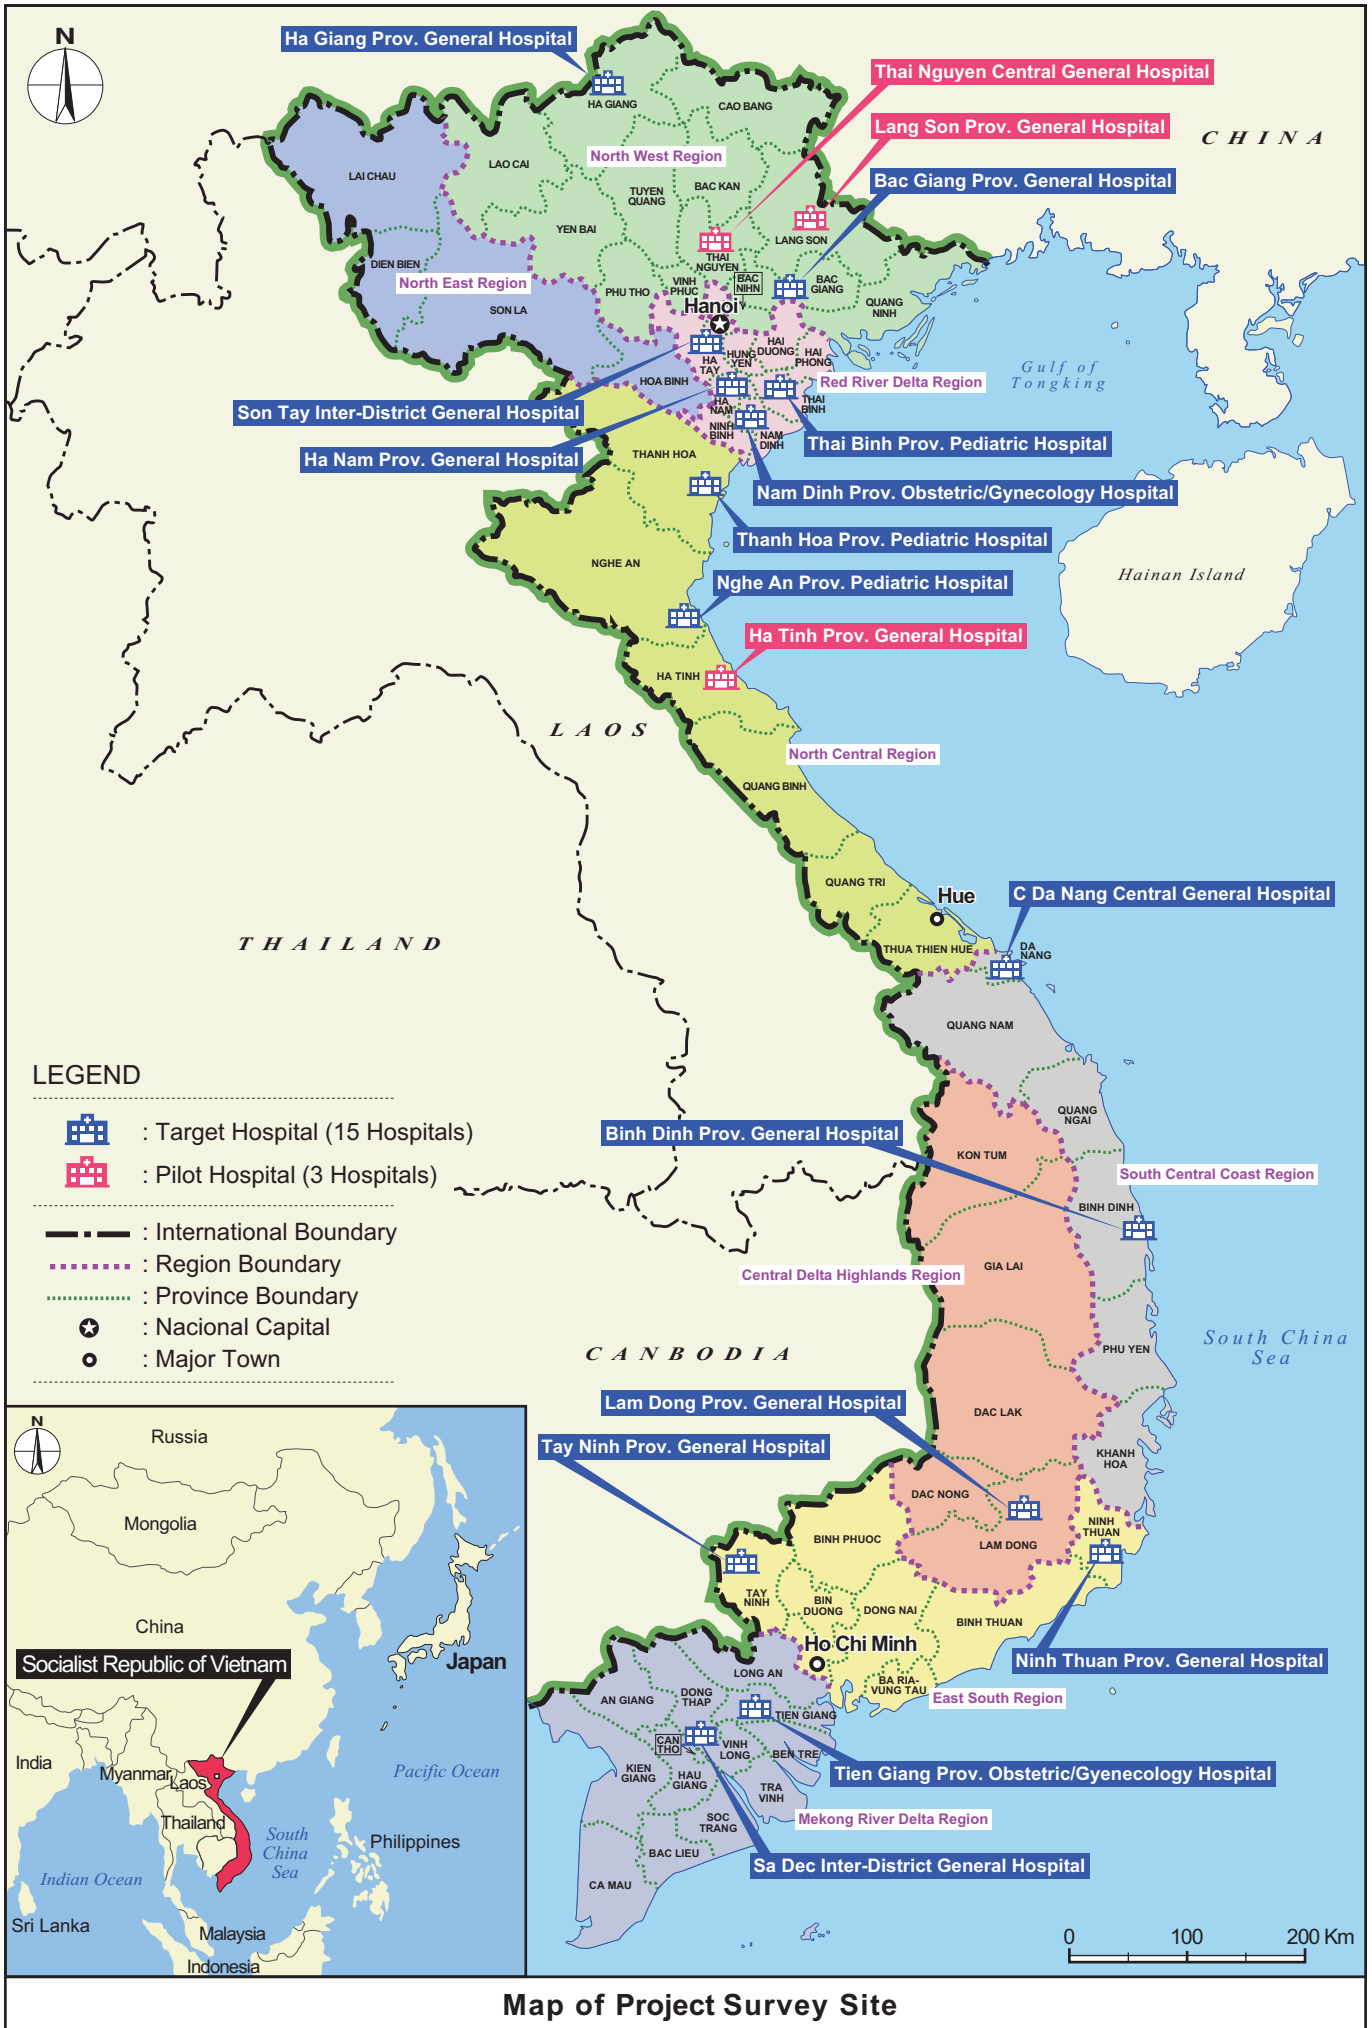 N
Ha Giang Prov. General Hospital
Thai Nguyen Central General Hospital
Lang Son Prov. General Hospital
Bac Giang Prov. General Hospital
CHINA
HA GIANG
CAO BANG
LAO CAI
North West Region
LAI CHAU
TUYEN
QUANG
BAC KAN
YEN BAI
LANG SON
THAI
NGUYEN
DIEN BIEN
North East Region
SON LA
PHU THO
VINH
PHUC
BAC
NIHN
BAC
GIANG
QUANG
NINH
Hanoi
HA
TAY
HUNG
YEN
HAI
DUONG
HAI
PHONG
HOA BINH
Red River Delta Region
Gulf of
Tongking
HA
NAM
THAI
BINH
NINH
BINH
NAM
DINH
Son Tay Inter-District General Hospital
Ha Nam Prov. General Hospital
Thai Binh Prov. Pediatric Hospital
Nam Dinh Prov. Obstetric/Gynecology Hospital
THANH HOA
Thanh Hoa Prov. Pediatric Hospital
NGHE AN
Nghe An Prov. Pediatric Hospital
Hainan Island
Ha Tinh Prov. General Hospital
HA TINH
LAOS
North Central Region
QUANG BINH
QUANG TRI
Hue
C Da Nang Central General Hospital
THAILAND
THUA THIEN HUE
DA
NANG
QUANG NAM
LEGEND
: Target Hospital (15 Hospitals)
: Pilot Hospital (3 Hospitals)
: International Boundary
: Region Boundary
: Province Boundary
: Nacional Capital
: Major Town
QUANG
NGAI
Binh Dinh Prov. General Hospital
KON TUM
South Central Coast Region
BINH DINH
GIA LAI
Central Delta Highlands Region
CANBODIA
South China
Sea
PHU YEN
Lam Dong Prov. General Hospital
DAC LAK
Tay Ninh Prov. General Hospital
KHANH
HOA
DAC NONG
NINH
THUAN
BINH PHUOC
LAM DONG
TAY
NINH
BIN
DUONG
DONG NAI
BINH THUAN
Ho Chi Minh
Ninh Thuan Prov. General Hospital
LONG AN
BA RIA-
VUNG TAU
East South Region
AN GIANG
DONG
THAP
TIEN GIANG
CAN
THO
VINH
LONG
BEN TRE
KIEN
GIANG
HAU
GIANG
TRA
VINH
Tien Giang Prov. Obstetric/Gyenecology Hospital
SOC
TRANG
Mekong River Delta Region
BAC LIEU
Sa Dec Inter-District General Hospital
CA MAU
0 100 200 Km
N
Russia
Mongolia
China
Socialist Republic of Vietnam
Japan
India
Myanmar
Laos
Pacific Ocean
Thailand
South
China
Sea
Philippines
Indian Ocean
Sri Lanka
Malaysia
Indonesia
Map of Project Survey Site